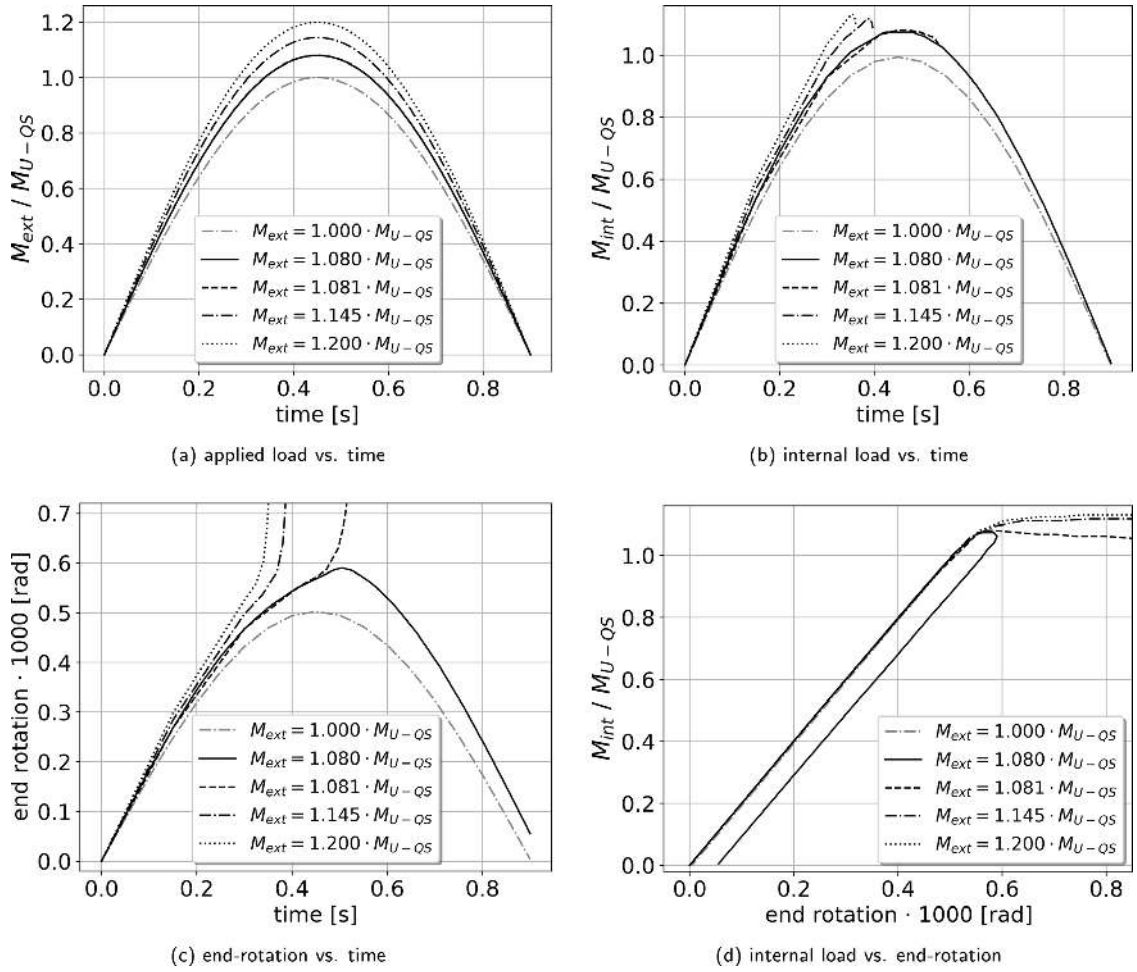 1.2
1.0
0.8
0.6
0.4
0.2
0.0
M_ext / M_U−QS
M_ext = 1.000 · M_U−QS
M_ext = 1.080 · M_U−QS
M_ext = 1.081 · M_U−QS
M_ext = 1.145 · M_U−QS
M_ext = 1.200 · M_U−QS
0.0 0.2 0.4 0.6 0.8
time [s]
(a) applied load vs. time
1.0
0.8
0.6
0.4
0.2
0.0
M_int / M_U−QS
M_ext = 1.000 · M_U−QS
M_ext = 1.080 · M_U−QS
M_ext = 1.081 · M_U−QS
M_ext = 1.145 · M_U−QS
M_ext = 1.200 · M_U−QS
0.0 0.2 0.4 0.6 0.8
time [s]
(b) internal load vs. time
0.7
0.6
0.5
0.4
0.3
0.2
0.1
0.0
end rotation · 1000 [rad]
M_ext = 1.000 · M_U−QS
M_ext = 1.080 · M_U−QS
M_ext = 1.081 · M_U−QS
M_ext = 1.145 · M_U−QS
M_ext = 1.200 · M_U−QS
0.0 0.2 0.4 0.6 0.8
time [s]
(c) end-rotation vs. time
1.0
0.8
0.6
0.4
0.2
0.0
M_int / M_U−QS
M_ext = 1.000 · M_U−QS
M_ext = 1.080 · M_U−QS
M_ext = 1.081 · M_U−QS
M_ext = 1.145 · M_U−QS
M_ext = 1.200 · M_U−QS
0.0 0.2 0.4 0.6 0.8
end rotation · 1000 [rad]
(d) internal load vs. end-rotation